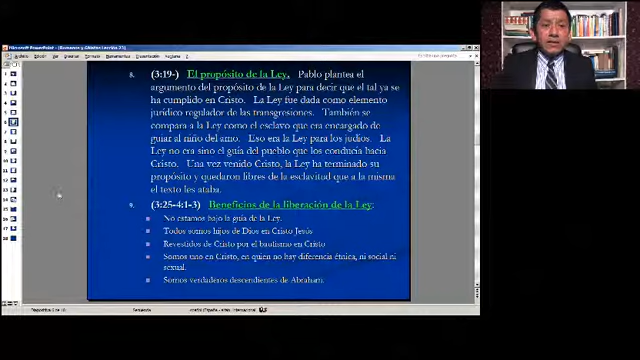 Microsoft PowerPoint - [Romanos y Gálatas Lección 23]
8. (3:19-) El propósito de la Ley. Pablo plantea el
argumento del propósito de la Ley para decir que el tal ya se
ha cumplido en Cristo. La Ley fue dada como elemento
jurídico regulador de las transgresiones. También se
compara a la Ley como el esclavo que era encargado de
guiar al niño del amo. Eso era la Ley para los judíos. La
Ley no era sino el guía del pueblo que los conducía hacia
Cristo. Una vez venido Cristo, la Ley ha terminado su
propósito y quedaron libres de la esclavitud que a la misma
el texto les ataba.
9. (3:25-4:1-3) Beneficios de la liberación de la Ley:
No estamos bajo la guía de la Ley.
Todos somos hijos de Dios en Cristo Jesús
Revestidos de Cristo por el bautismo en Cristo
Somos uno en Cristo, en quien no hay diferencia étnica, ni social ni
sexual.
Somos verdaderos descendientes de Abraham.